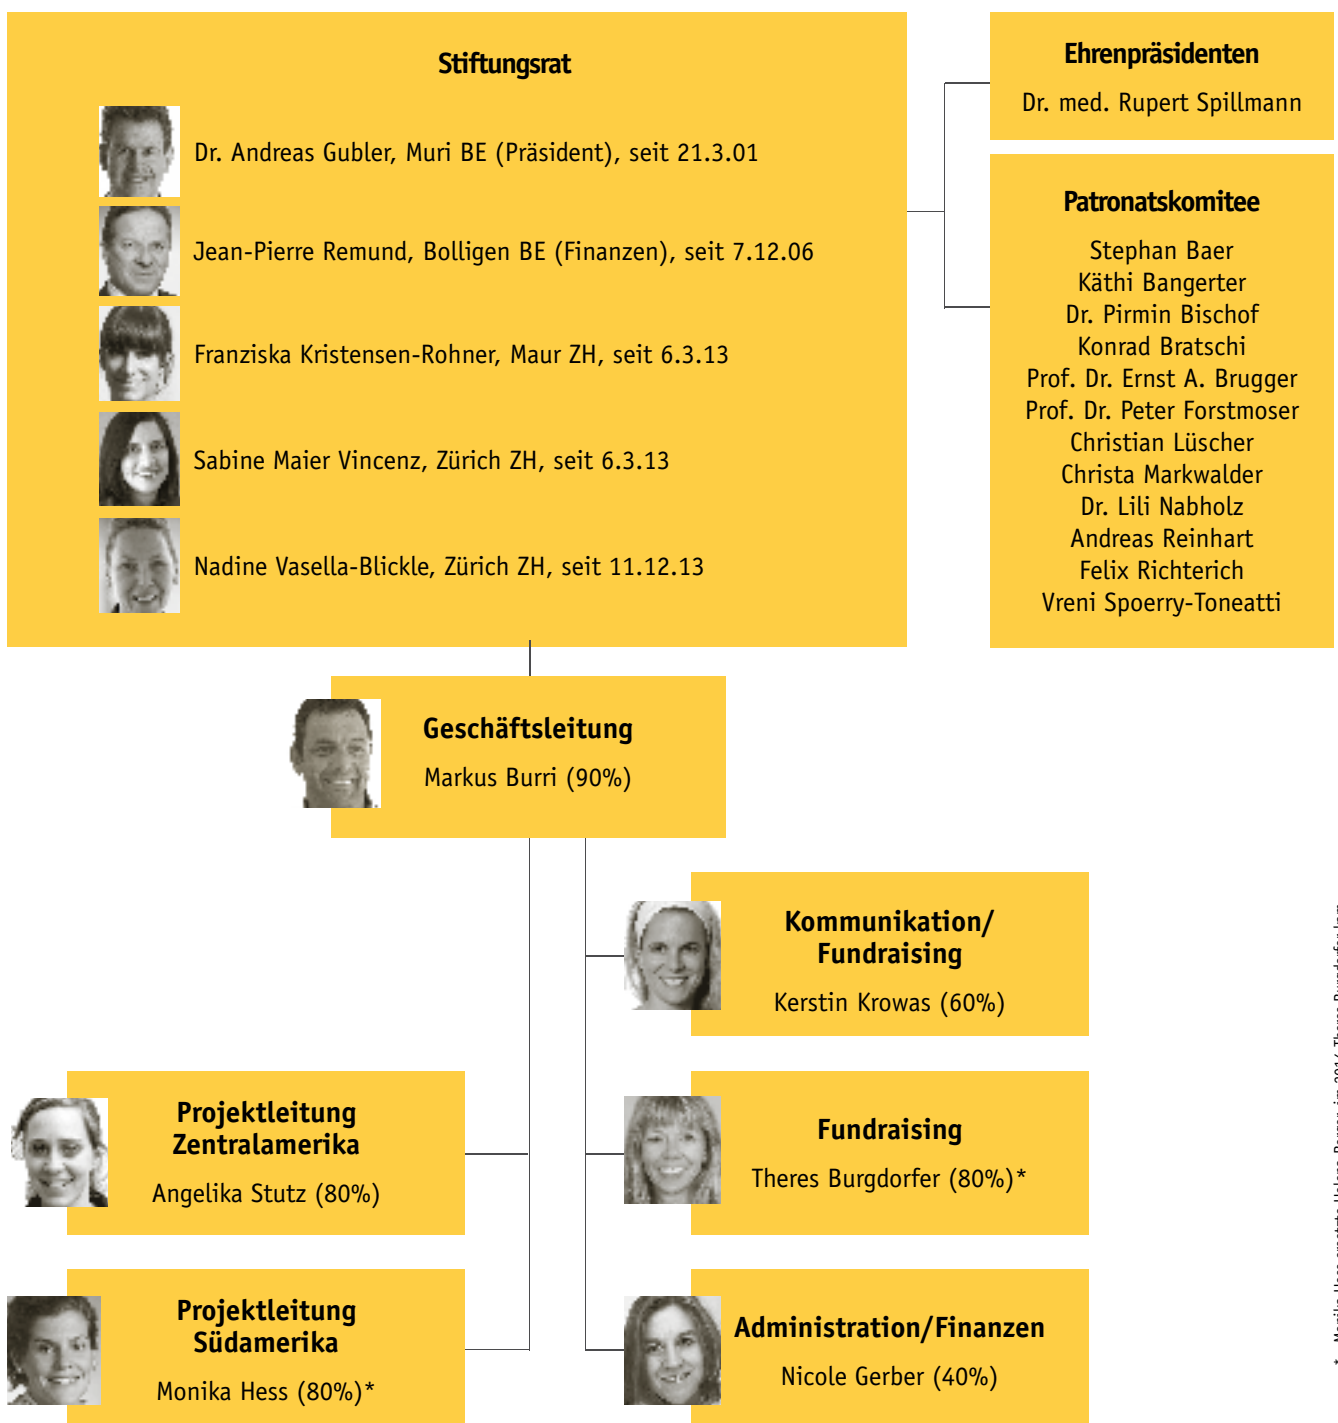 Stiftungsrat
Dr. Andreas Gubler, Muri BE (Präsident), seit 21.3.01
Jean-Pierre Remund, Bolligen BE (Finanzen), seit 7.12.06
Franziska Kristensen-Rohner, Maur ZH, seit 6.3.13
Sabine Maier Vincenz, Zürich ZH, seit 6.3.13
Nadine Vasella-Blickle, Zürich ZH, seit 11.12.13
Ehrenpräsidenten
Dr. med. Rupert Spillmann
Patronatskomitee
Stephan Baer
Käthi Bangerter
Dr. Pirmin Bischof
Konrad Bratschi
Prof. Dr. Ernst A. Brugger
Prof. Dr. Peter Forstmoser
Christian Lüscher
Christa Markwalder
Dr. Lili Nabholz
Andreas Reinhart
Felix Richterich
Vreni Spoerry-Toneatti
Geschäftsleitung
Markus Burri (90%)
Kommunikation/
Fundraising
Kerstin Krowas (60%)
Projektleitung
Zentralamerika
Angelika Stutz (80%)
Fundraising
Theres Burgdorfer (80%)*
Projektleitung
Südamerika
Monika Hess (80%)*
Administration/Finanzen
Nicole Gerber (40%)